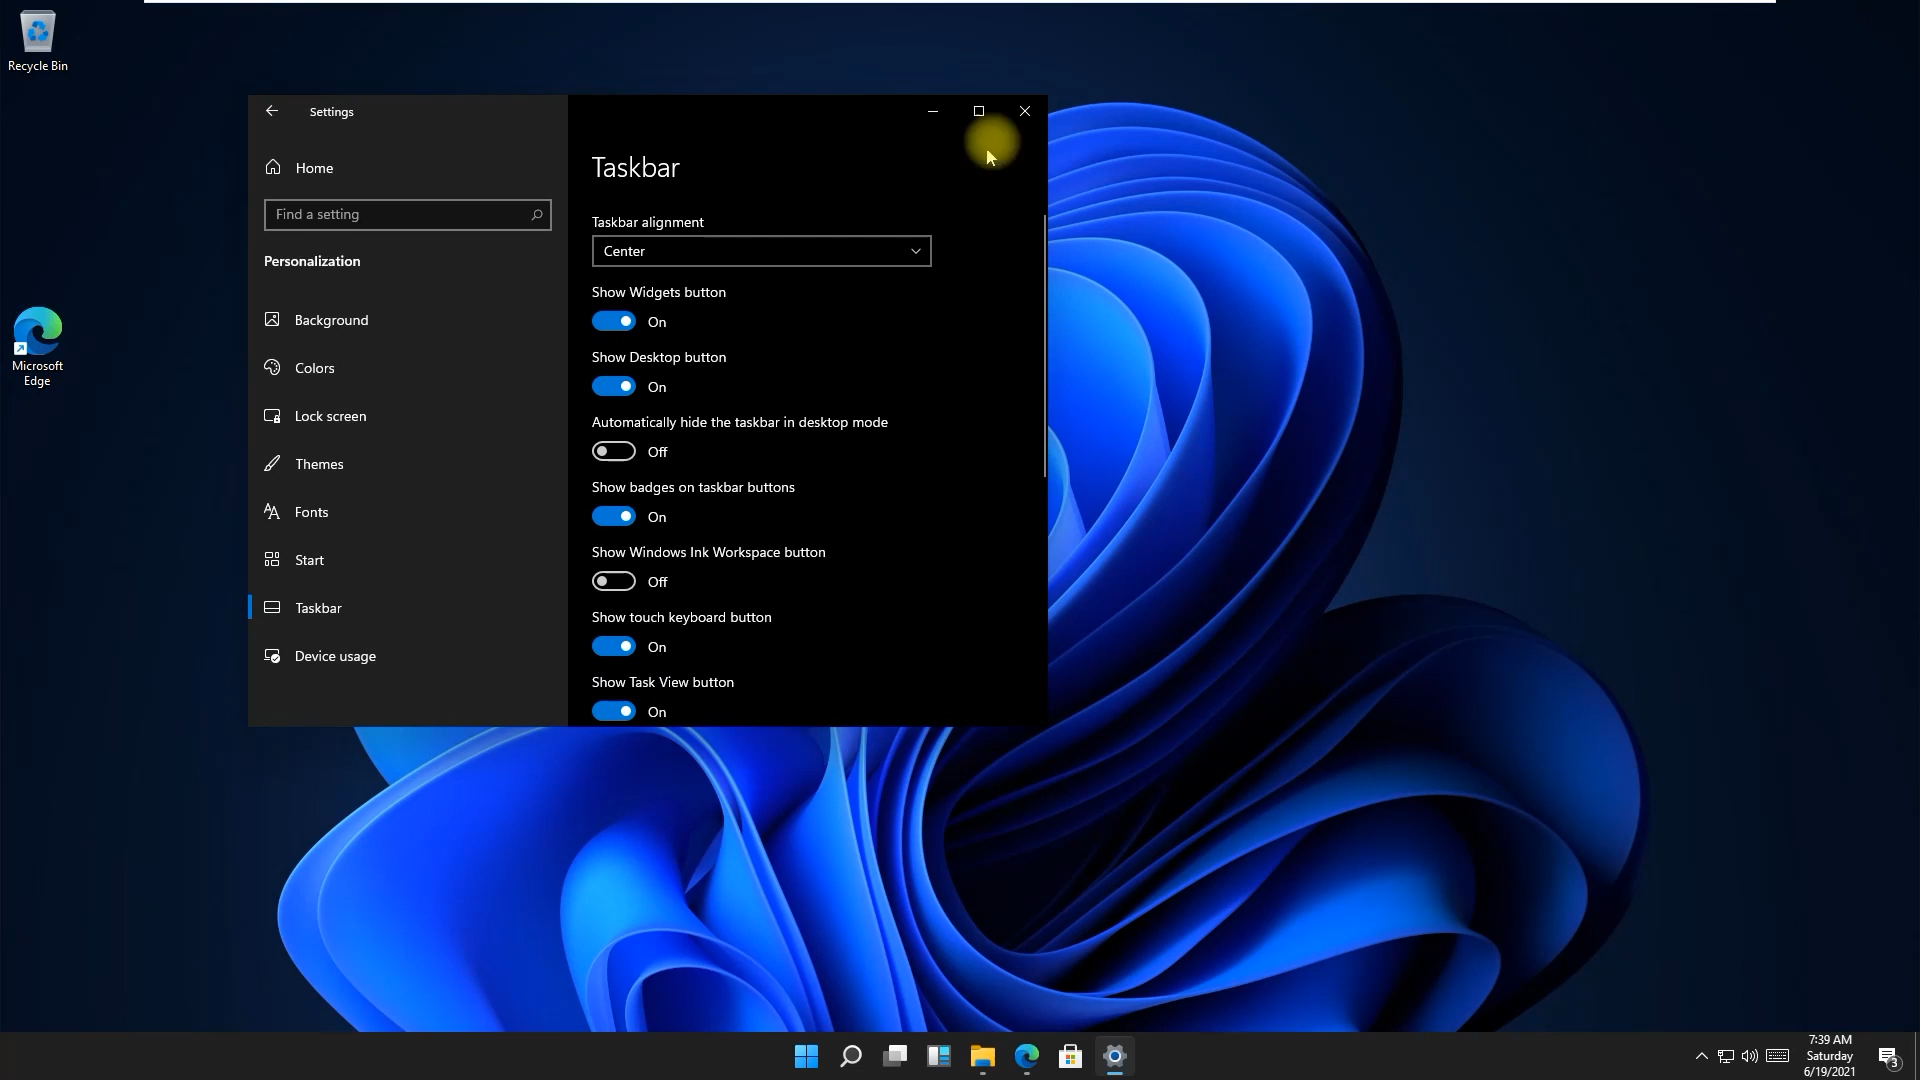 Recycle Bin
Microsoft
Edge
Settings
Home
Find a setting
Personalization
Background
Colors
Lock screen
Themes
Fonts
Start
Taskbar
Device usage
Taskbar
Taskbar alignment
Center
Show Widgets button
On
Show Desktop button
On
Automatically hide the taskbar in desktop mode
Off
Show badges on taskbar buttons
On
Show Windows Ink Workspace button
Off
Show touch keyboard button
On
Show Task View button
On
7:39 AM
Saturday
6/19/2021
3